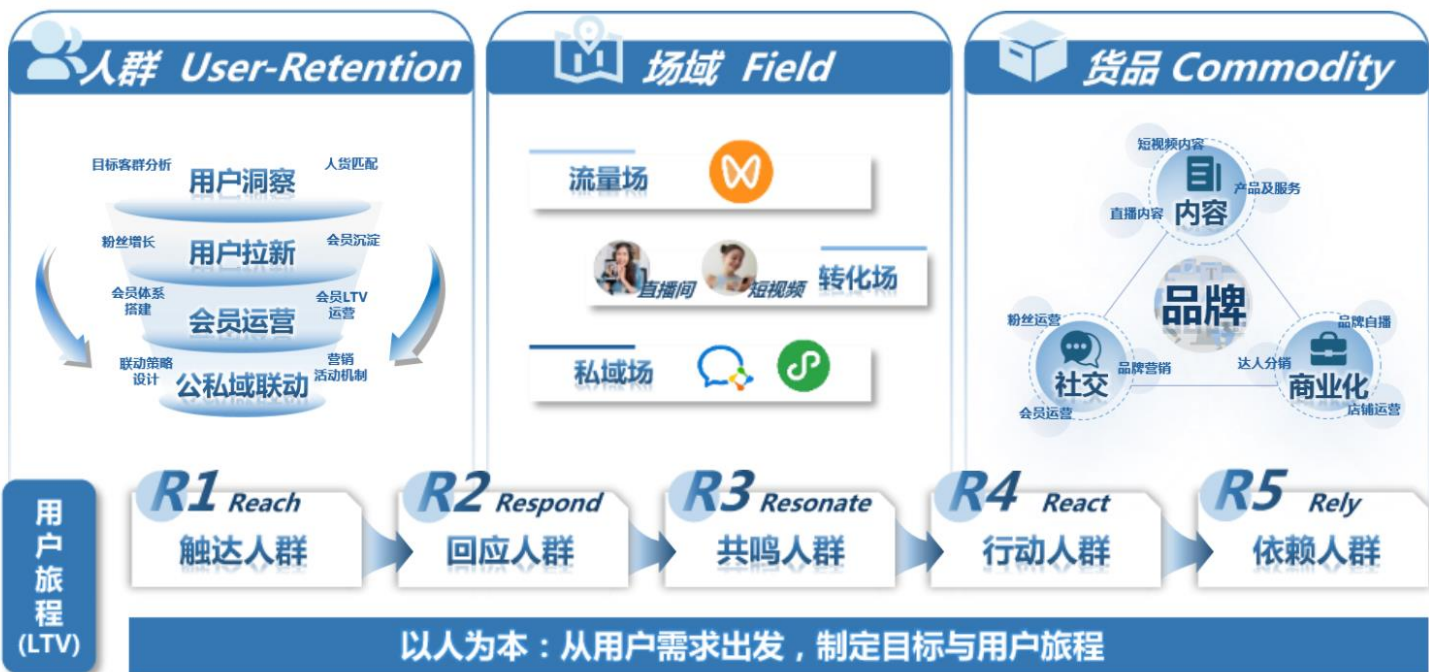 人群 User-Retention
目标客群分析
用户洞察
人货匹配
粉丝增长
用户拉新
会员沉淀
会员体系
搭建
会员运营
会员LTV
运营
联动策略
设计
公私域联动
营销
活动机制
场域 Field
流量场
直播间
短视频
转化场
私域场
货品 Commodity
短视频内容
产品及服务
直播内容
内容
品牌
粉丝运营
品牌营销
社交
会员运营
品牌自播
达人分销
商业化
店铺运营
用户旅程
(LTV)
R1 Reach
触达人群
R2 Respond
回应人群
R3 Resonate
共鸣人群
R4 React
行动人群
R5 Rely
依赖人群
以人为本：从用户需求出发，制定目标与用户旅程